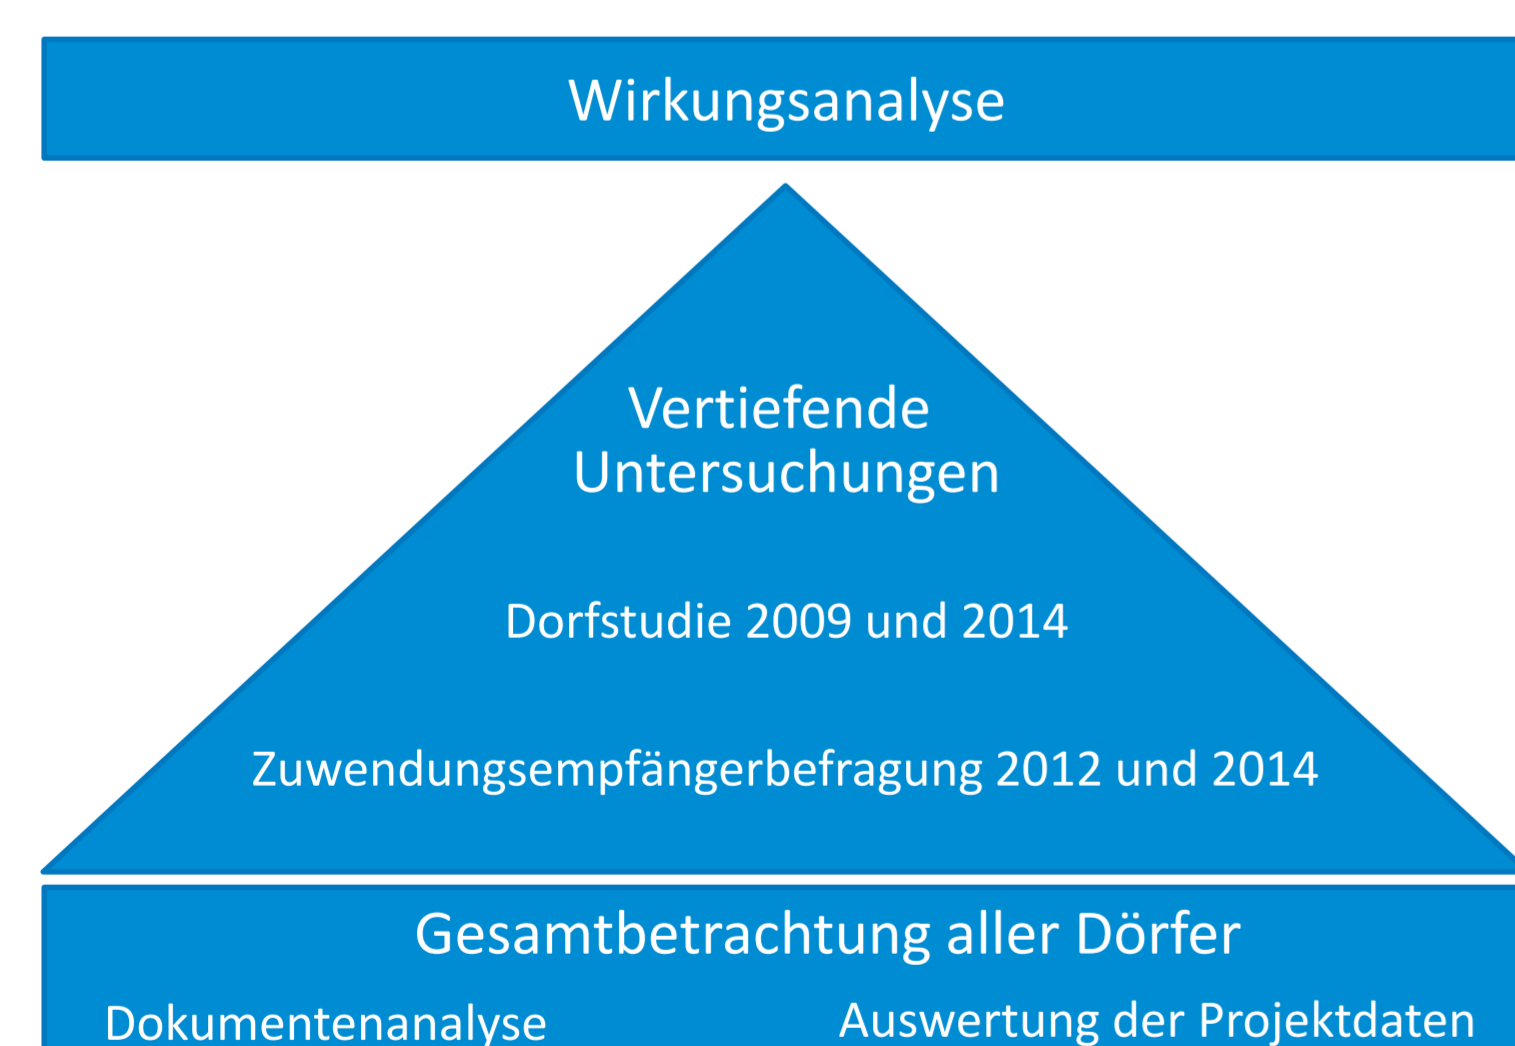 Wirkungsanalyse
Vertiefende
Untersuchungen
Dorfstudie 2009 und 2014
Zuwendungsempfängerbefragung 2012 und 2014
Gesamtbetrachtung aller Dörfer
Dokumentenanalyse
Auswertung der Projektdaten